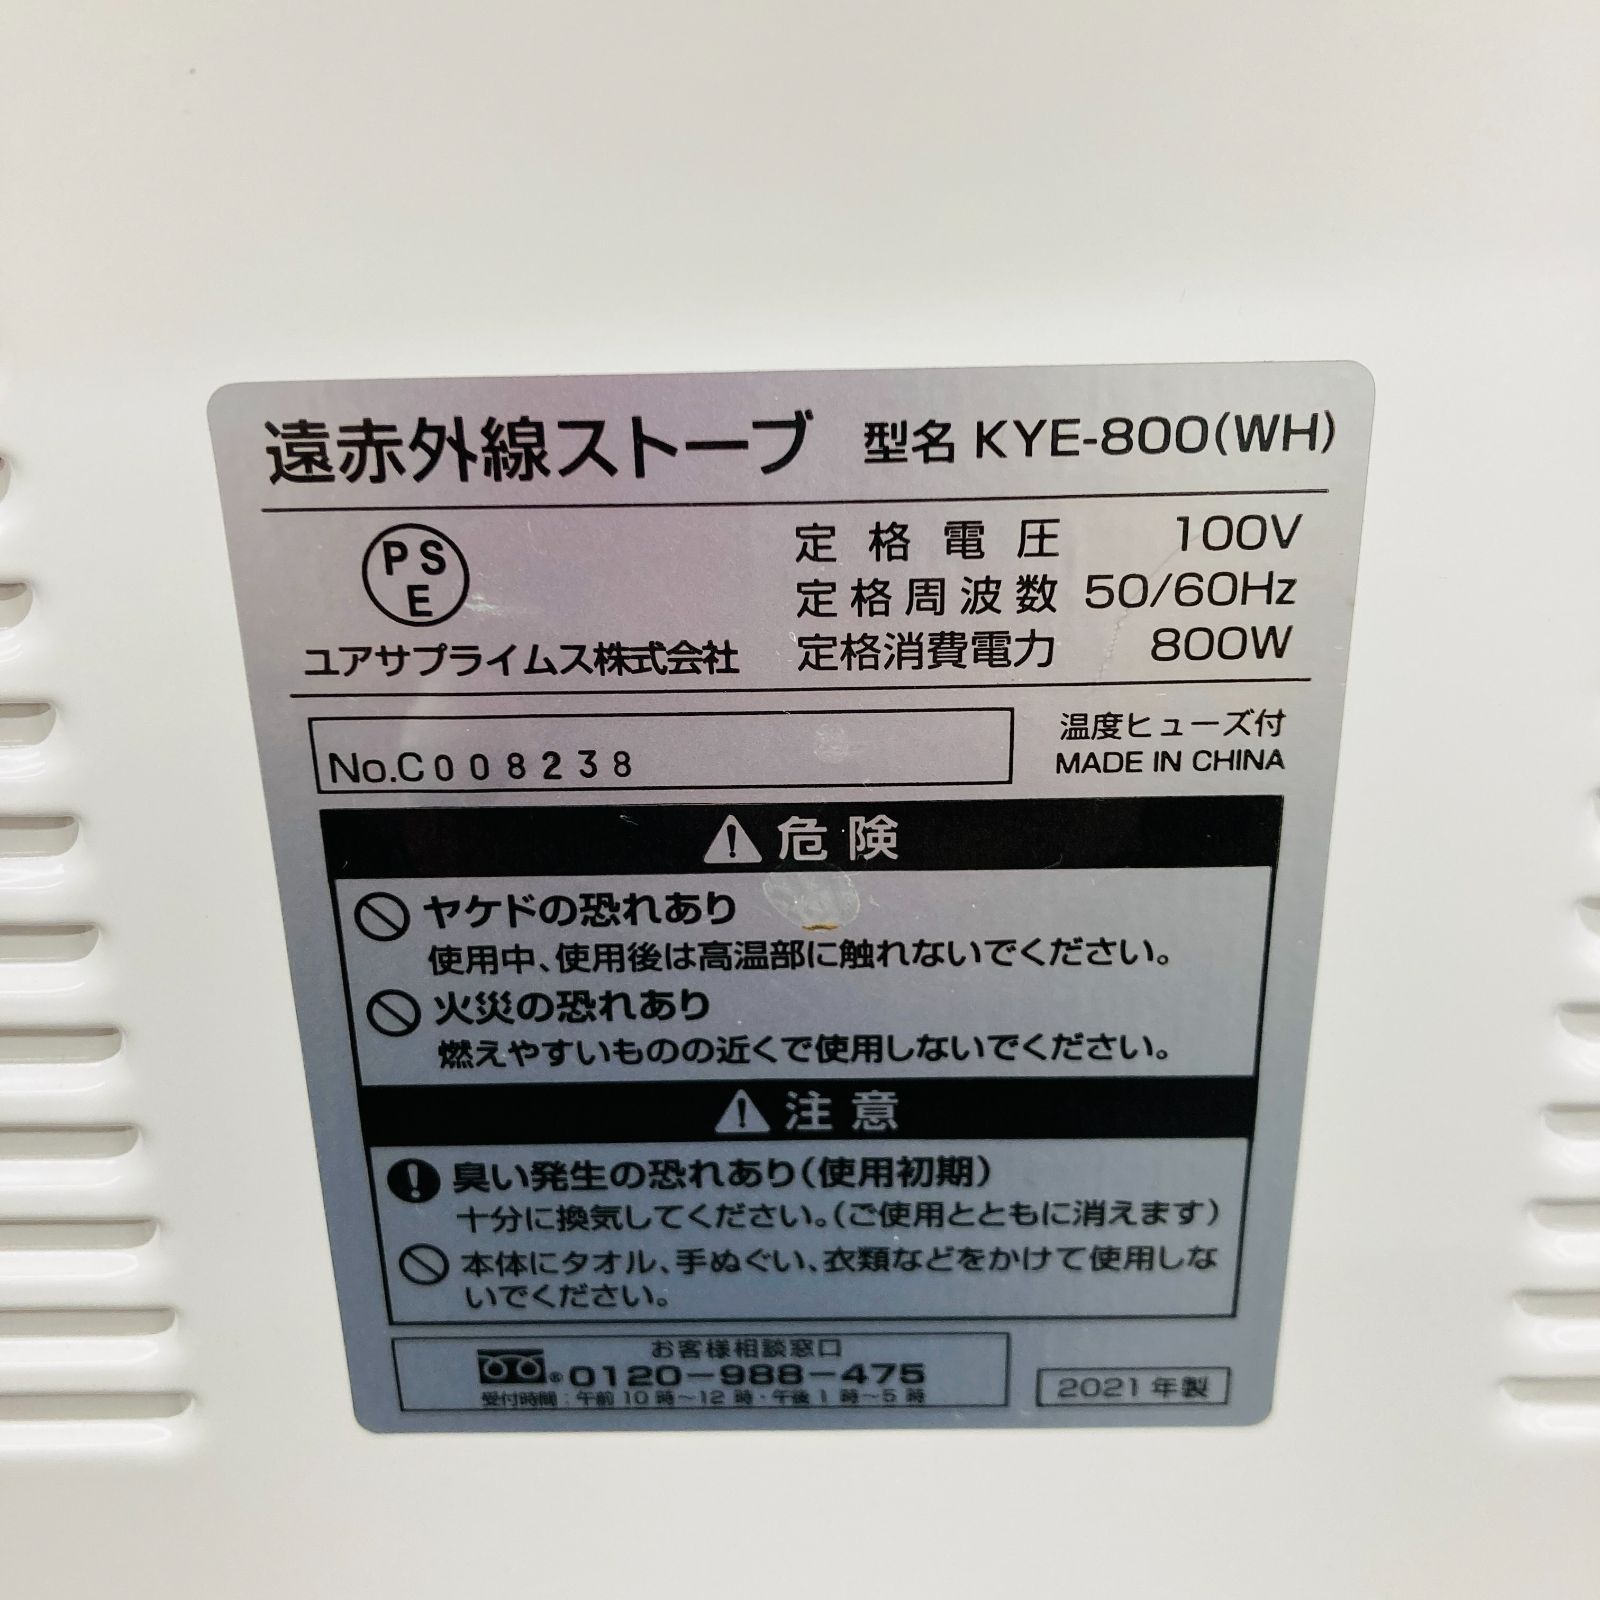 遠赤外線ストーブ 型名 KYE-800(WH)
PSE
ユアサプライムス株式会社
定格電圧 100V
定格周波数 50/60Hz
定格消費電力 800W
No.C008238
温度ヒューズ付
MADE IN CHINA
危険
ヤケドの恐れあり
使用中、使用後は高温部に触れないでください。
火災の恐れあり
燃えやすいものの近くで使用しないでください。
注意
臭い発生の恐れあり(使用初期)
十分に換気してください。(ご使用とともに消えます)
本体にタオル、手ぬぐい、衣類などをかけて使用しな
いでください。
お客様相談窓口
®0120-988-475
受付時間:午前10時~12時・午後1時~5時
2021年製